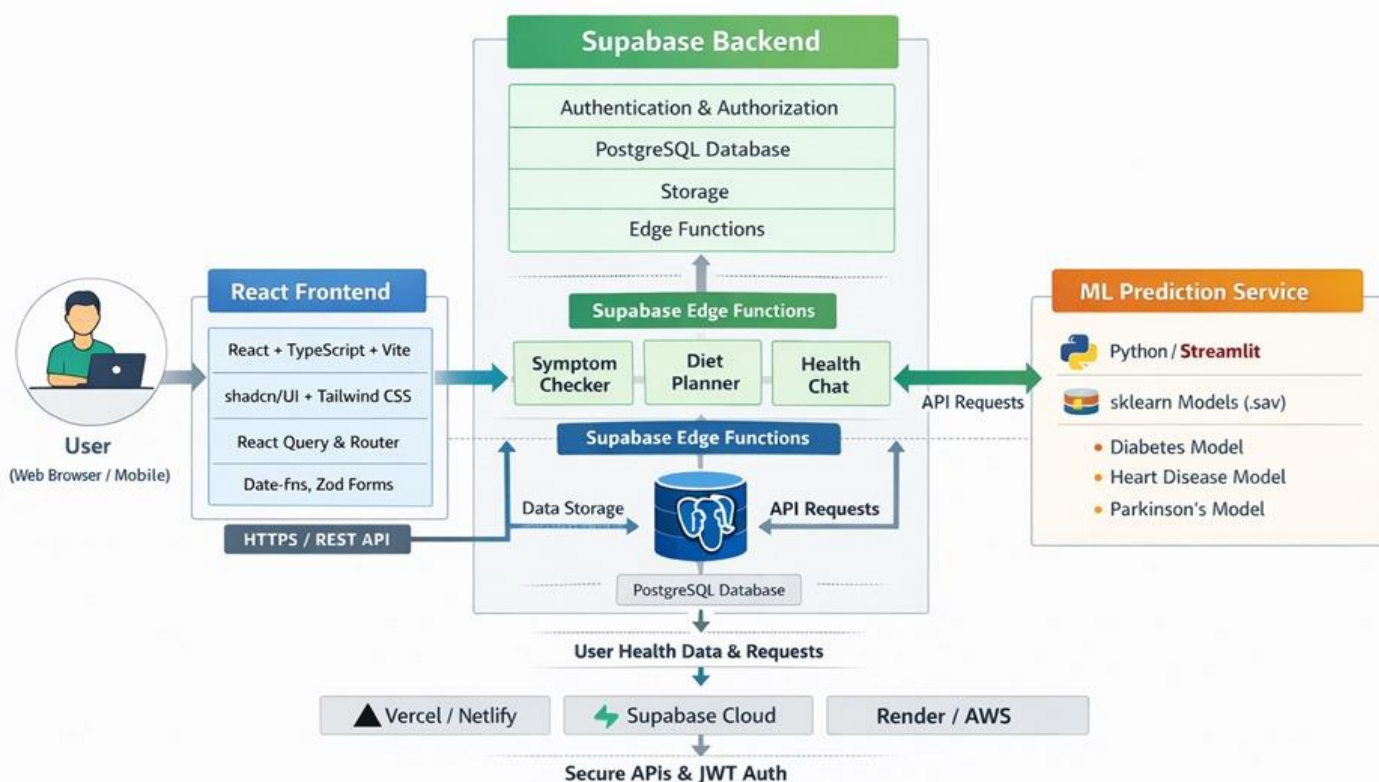 Supabase Backend
Authentication & Authorization
PostgreSQL Database
Storage
Edge Functions
User
(Web Browser / Mobile)
React Frontend
React + TypeScript + Vite
shadcn/UI + Tailwind CSS
React Query & Router
Date-fns, Zod Forms
HTTPS / REST API
Supabase Edge Functions
Symptom
Checker
Diet
Planner
Health
Chat
API Requests
Supabase Edge Functions
Data Storage
API Requests
PostgreSQL Database
ML Prediction Service
Python / Streamlit
sklearn Models (.sav)
• Diabetes Model
• Heart Disease Model
• Parkinson's Model
User Health Data & Requests
Vercel / Netlify
Supabase Cloud
Render / AWS
Secure APIs & JWT Auth